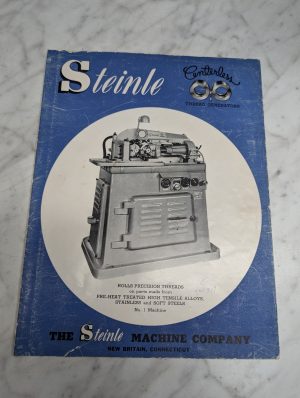 Steinle
Centerless
THREAD GENERATORS
ROLLS PRECISION THREADS
on parts made from
PRE-HEAT TREATED HIGH TENSILE ALLOYS
STAINLESS and SOFT STEELS
No. 1 Machine
THE Steinle MACHINE COMPANY
NEW BRITAIN, CONNECTICUT